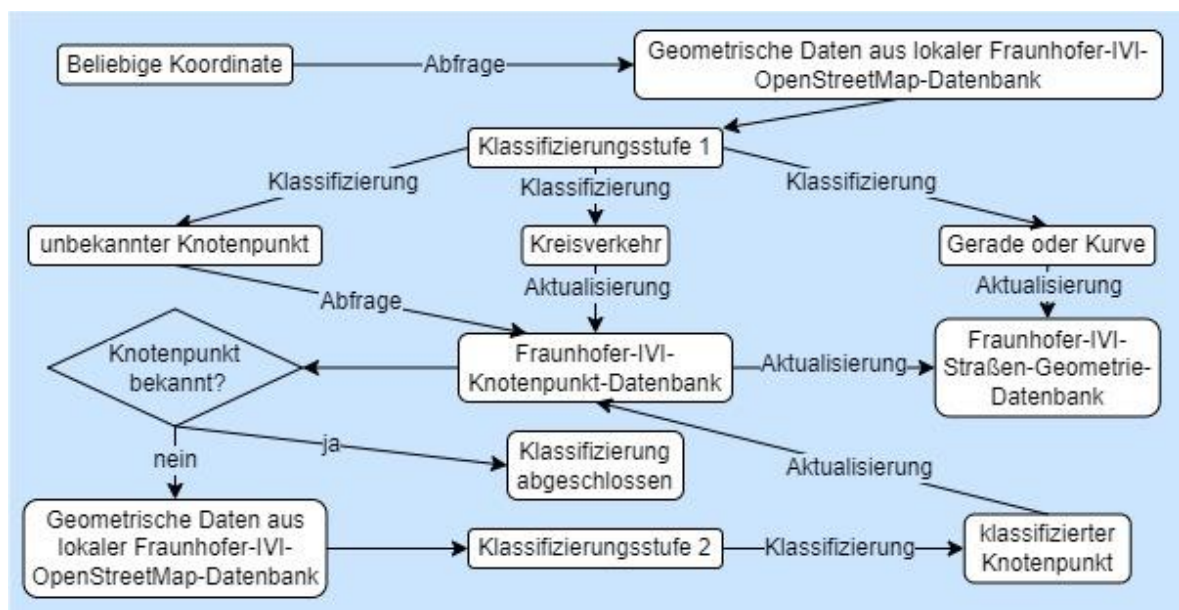 Beliebige Koordinate
Abfrage
Geometrische Daten aus lokaler Fraunhofer-IVI-
OpenStreetMap-Datenbank
Klassifizierungsstufe 1
Klassifizierung
Klassifizierung
Klassifizierung
unbekannter Knotenpunkt
Kreisverkehr
Gerade oder Kurve
Abfrage
Aktualisierung
Aktualisierung
Knotenpunkt
bekannt?
Fraunhofer-IVI-
Knotenpunkt-Datenbank
Aktualisierung
Fraunhofer-IVI-
Straßen-Geometrie-
Datenbank
nein
ja
Klassifizierung
abgeschlossen
Aktualisierung
Geometrische Daten aus
lokaler Fraunhofer-IVI-
OpenStreetMap-Datenbank
Klassifizierungsstufe 2
Klassifizierung
klassifizierter
Knotenpunkt